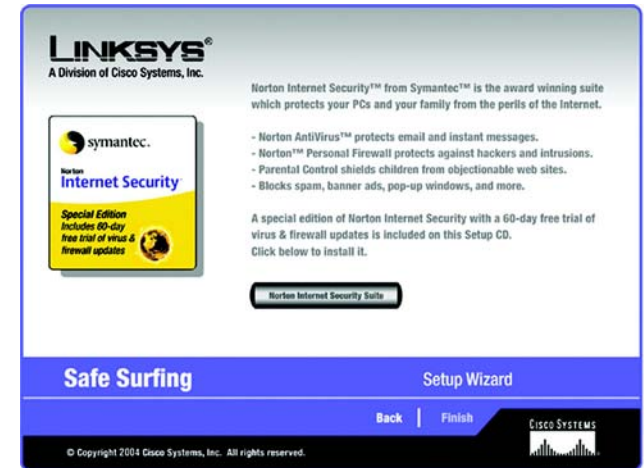 LINKSYS®
A Division of Cisco Systems, Inc.
symantec.
Norton
Internet Security
Special Edition
Includes 60-day
free trial of virus &
firewall updates
Norton Internet Security™ from Symantec™ is the award winning suite
which protects your PCs and your family from the perils of the Internet.
- Norton AntiVirus™ protects email and instant messages.
- Norton™ Personal Firewall protects against hackers and intrusions.
- Parental Control shields children from objectionable web sites.
- Blocks spam, banner ads, pop-up windows, and more.
A special edition of Norton Internet Security with a 60-day free trial of
virus & firewall updates is included on this Setup CD.
Click below to install it.
Norton Internet Security Suite
Safe Surfing
Setup Wizard
Back
Finish
CISCO SYSTEMS
© Copyright 2004 Cisco Systems, Inc. All rights reserved.